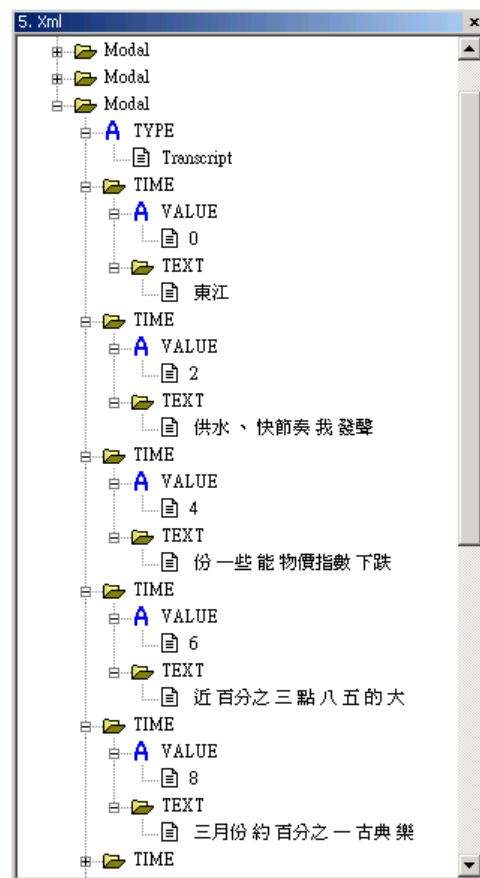 5. Xml
Modal
Modal
Modal
A TYPE
Transcript
TIME
A VALUE
0
TEXT
東江
TIME
A VALUE
2
TEXT
供水、快節奏 我 發聲
TIME
A VALUE
4
TEXT
份 一些 能 物價指數 下跌
TIME
A VALUE
6
TEXT
近 百分之 三 點 八 五 的 大
TIME
A VALUE
8
TEXT
三月份 約 百分之 一 古典 樂
TIME